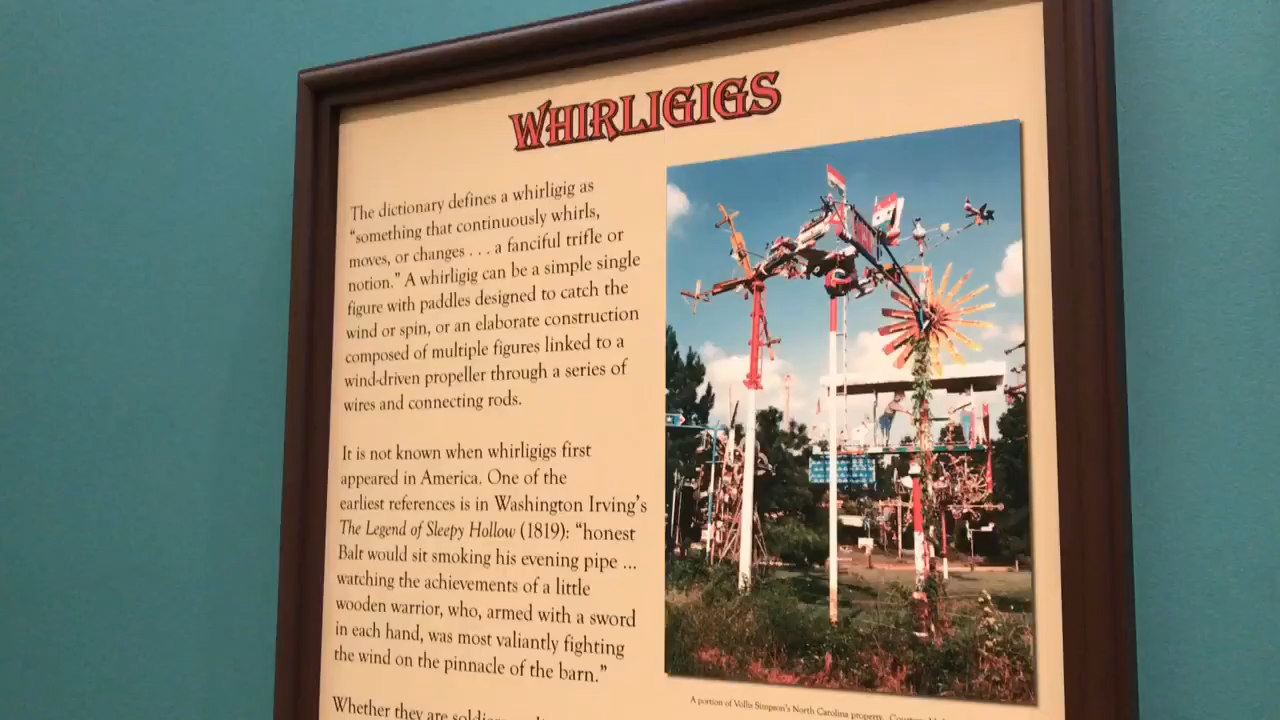 WHIRLIGIGS
The dictionary defines a whirligig as
“something that continuously whirls,
moves, or changes . . . a fanciful trifle or
notion.” A whirligig can be a simple single
figure with paddles designed to catch the
wind or spin, or an elaborate construction
composed of multiple figures linked to a
wind-driven propeller through a series of
wires and connecting rods.
It is not known when whirligigs first
appeared in America. One of the
earliest references is in Washington Irving’s
The Legend of Sleepy Hollow (1819): “honest
Balt would sit smoking his evening pipe ...
watching the achievements of a little
wooden warrior, who, armed with a sword
in each hand, was most valiantly fighting
the wind on the pinnacle of the barn.”
Whether they are
A portion of Vollis Simpson's North Carolina property.